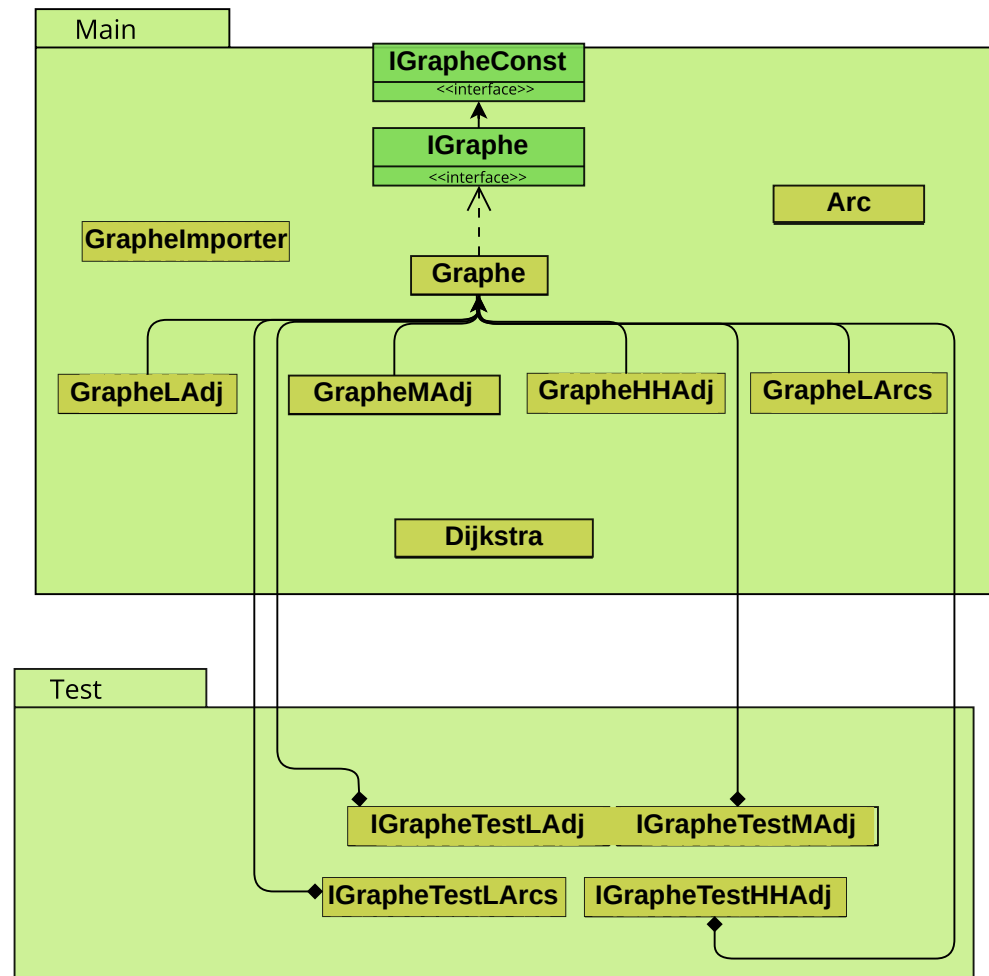 Main
IGrapheConst
<<interface>>
IGraphe
<<interface>>
Arc
GrapheImporter
Graphe
GrapheLAdj
GrapheMAdj
GrapheHHAdj
GrapheLArcs
Dijkstra
Test
IGrapheTestLAdj
IGrapheTestMAdj
IGrapheTestLArcs
IGrapheTestHHAdj